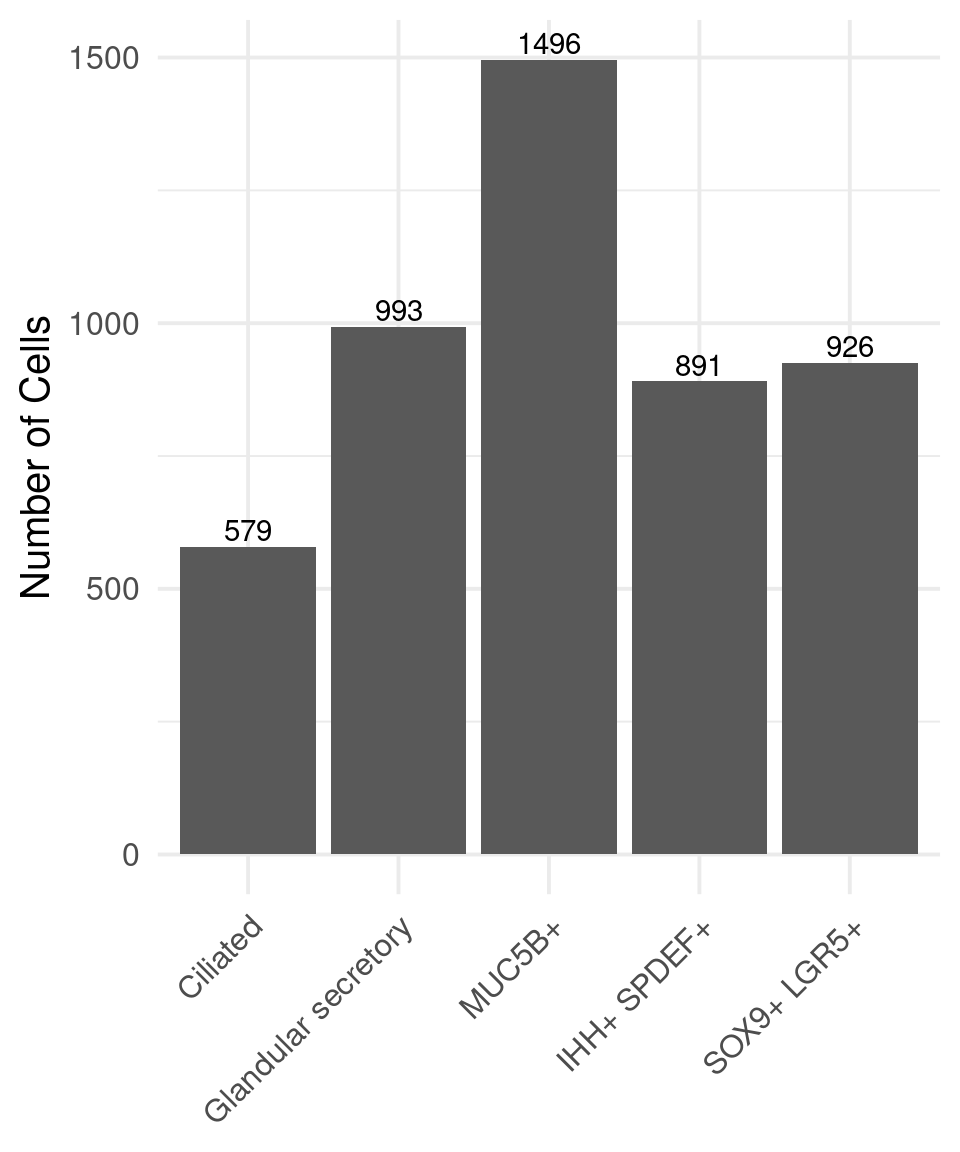 Number of Cells
1500
1000
500
0
1496
993
926
891
579
Ciliated
Glandular secretory
MUC5B+
IHH+ SPDEF+
SOX9+ LGR5+